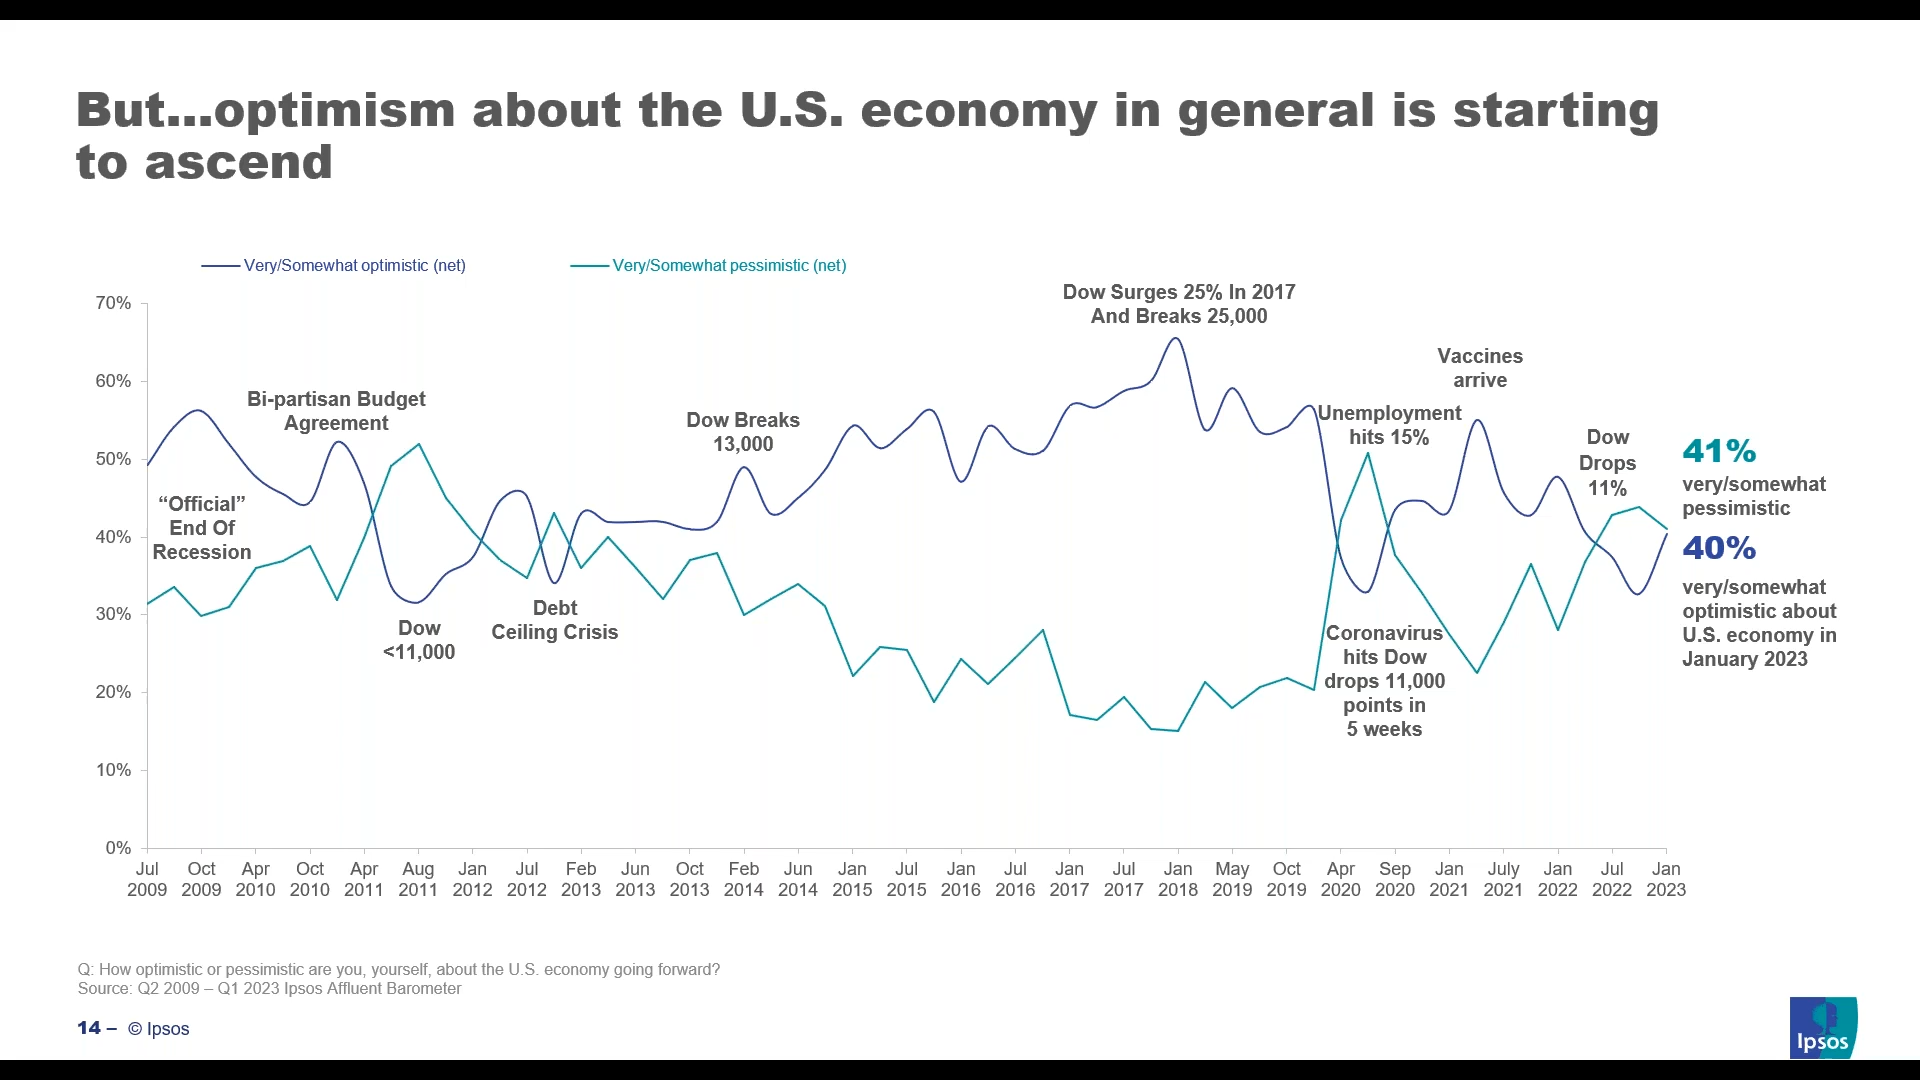 But...optimism about the U.S. economy in general is starting
to ascend
Very/Somewhat optimistic (net)
Very/Somewhat pessimistic (net)
70%
60%
50%
40%
30%
20%
10%
0%
"Official"
End Of
Recession
Bi-partisan Budget
Agreement
Dow
<11,000
Debt
Ceiling Crisis
Dow Breaks
13,000
Dow Surges 25% In 2017
And Breaks 25,000
Unemployment
hits 15%
Coronavirus
hits Dow
drops 11,000
points in
5 weeks
Vaccines
arrive
Dow
Drops
11%
41%
very/somewhat
pessimistic
40%
very/somewhat
optimistic about
U.S. economy in
January 2023
Jul Oct Apr Oct Apr Aug Jan Jul Feb Jun Oct Feb Jun Jan Jul Jan Jul Jan Jul Jan May Oct Apr Sep Jan July Jan Jul Jan
2009 2009 2010 2010 2011 2011 2012 2012 2013 2013 2013 2014 2014 2015 2015 2016 2016 2017 2017 2018 2019 2019 2020 2020 2021 2021 2022 2022 2023
Q: How optimistic or pessimistic are you, yourself, about the U.S. economy going forward?
Source: Q2 2009 – Q1 2023 Ipsos Affluent Barometer
14 – © Ipsos
Ipsos